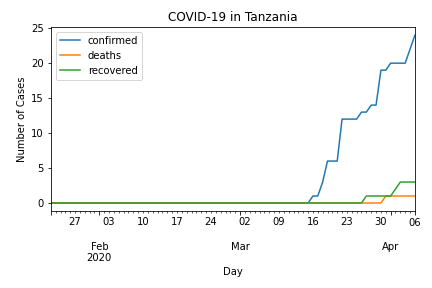 COVID-19 in Tanzania
25
20
15
10
5
0
Number of Cases
confirmed
deaths
recovered
27 03 10 17 24 02 09 16 23 30 06
Feb Mar Apr
2020
Day